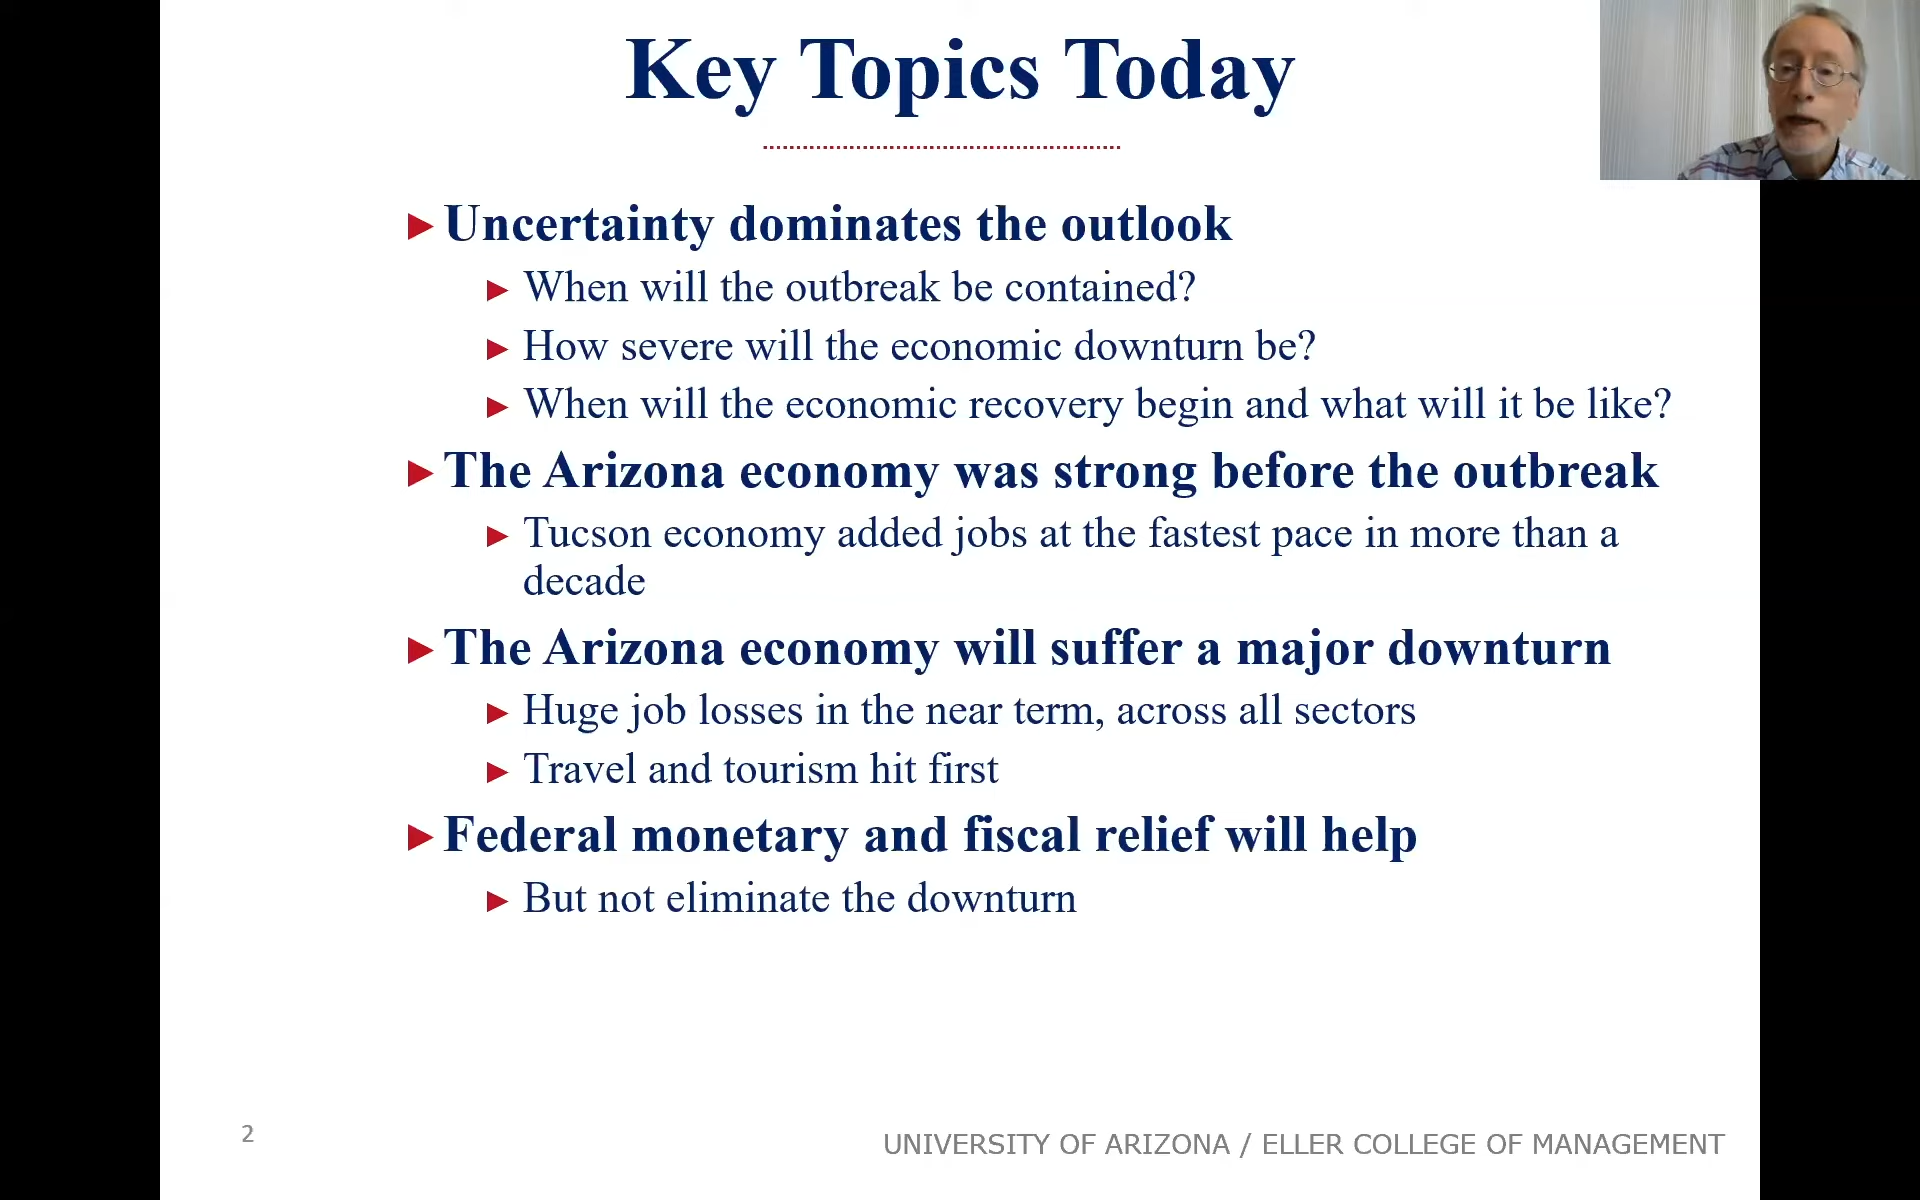 Key Topics Today
Uncertainty dominates the outlook
When will the outbreak be contained?
How severe will the economic downturn be?
When will the economic recovery begin and what will it be like?
The Arizona economy was strong before the outbreak
Tucson economy added jobs at the fastest pace in more than a
decade
The Arizona economy will suffer a major downturn
Huge job losses in the near term, across all sectors
Travel and tourism hit first
Federal monetary and fiscal relief will help
But not eliminate the downturn
2
UNIVERSITY OF ARIZONA / ELLER COLLEGE OF MANAGEMENT